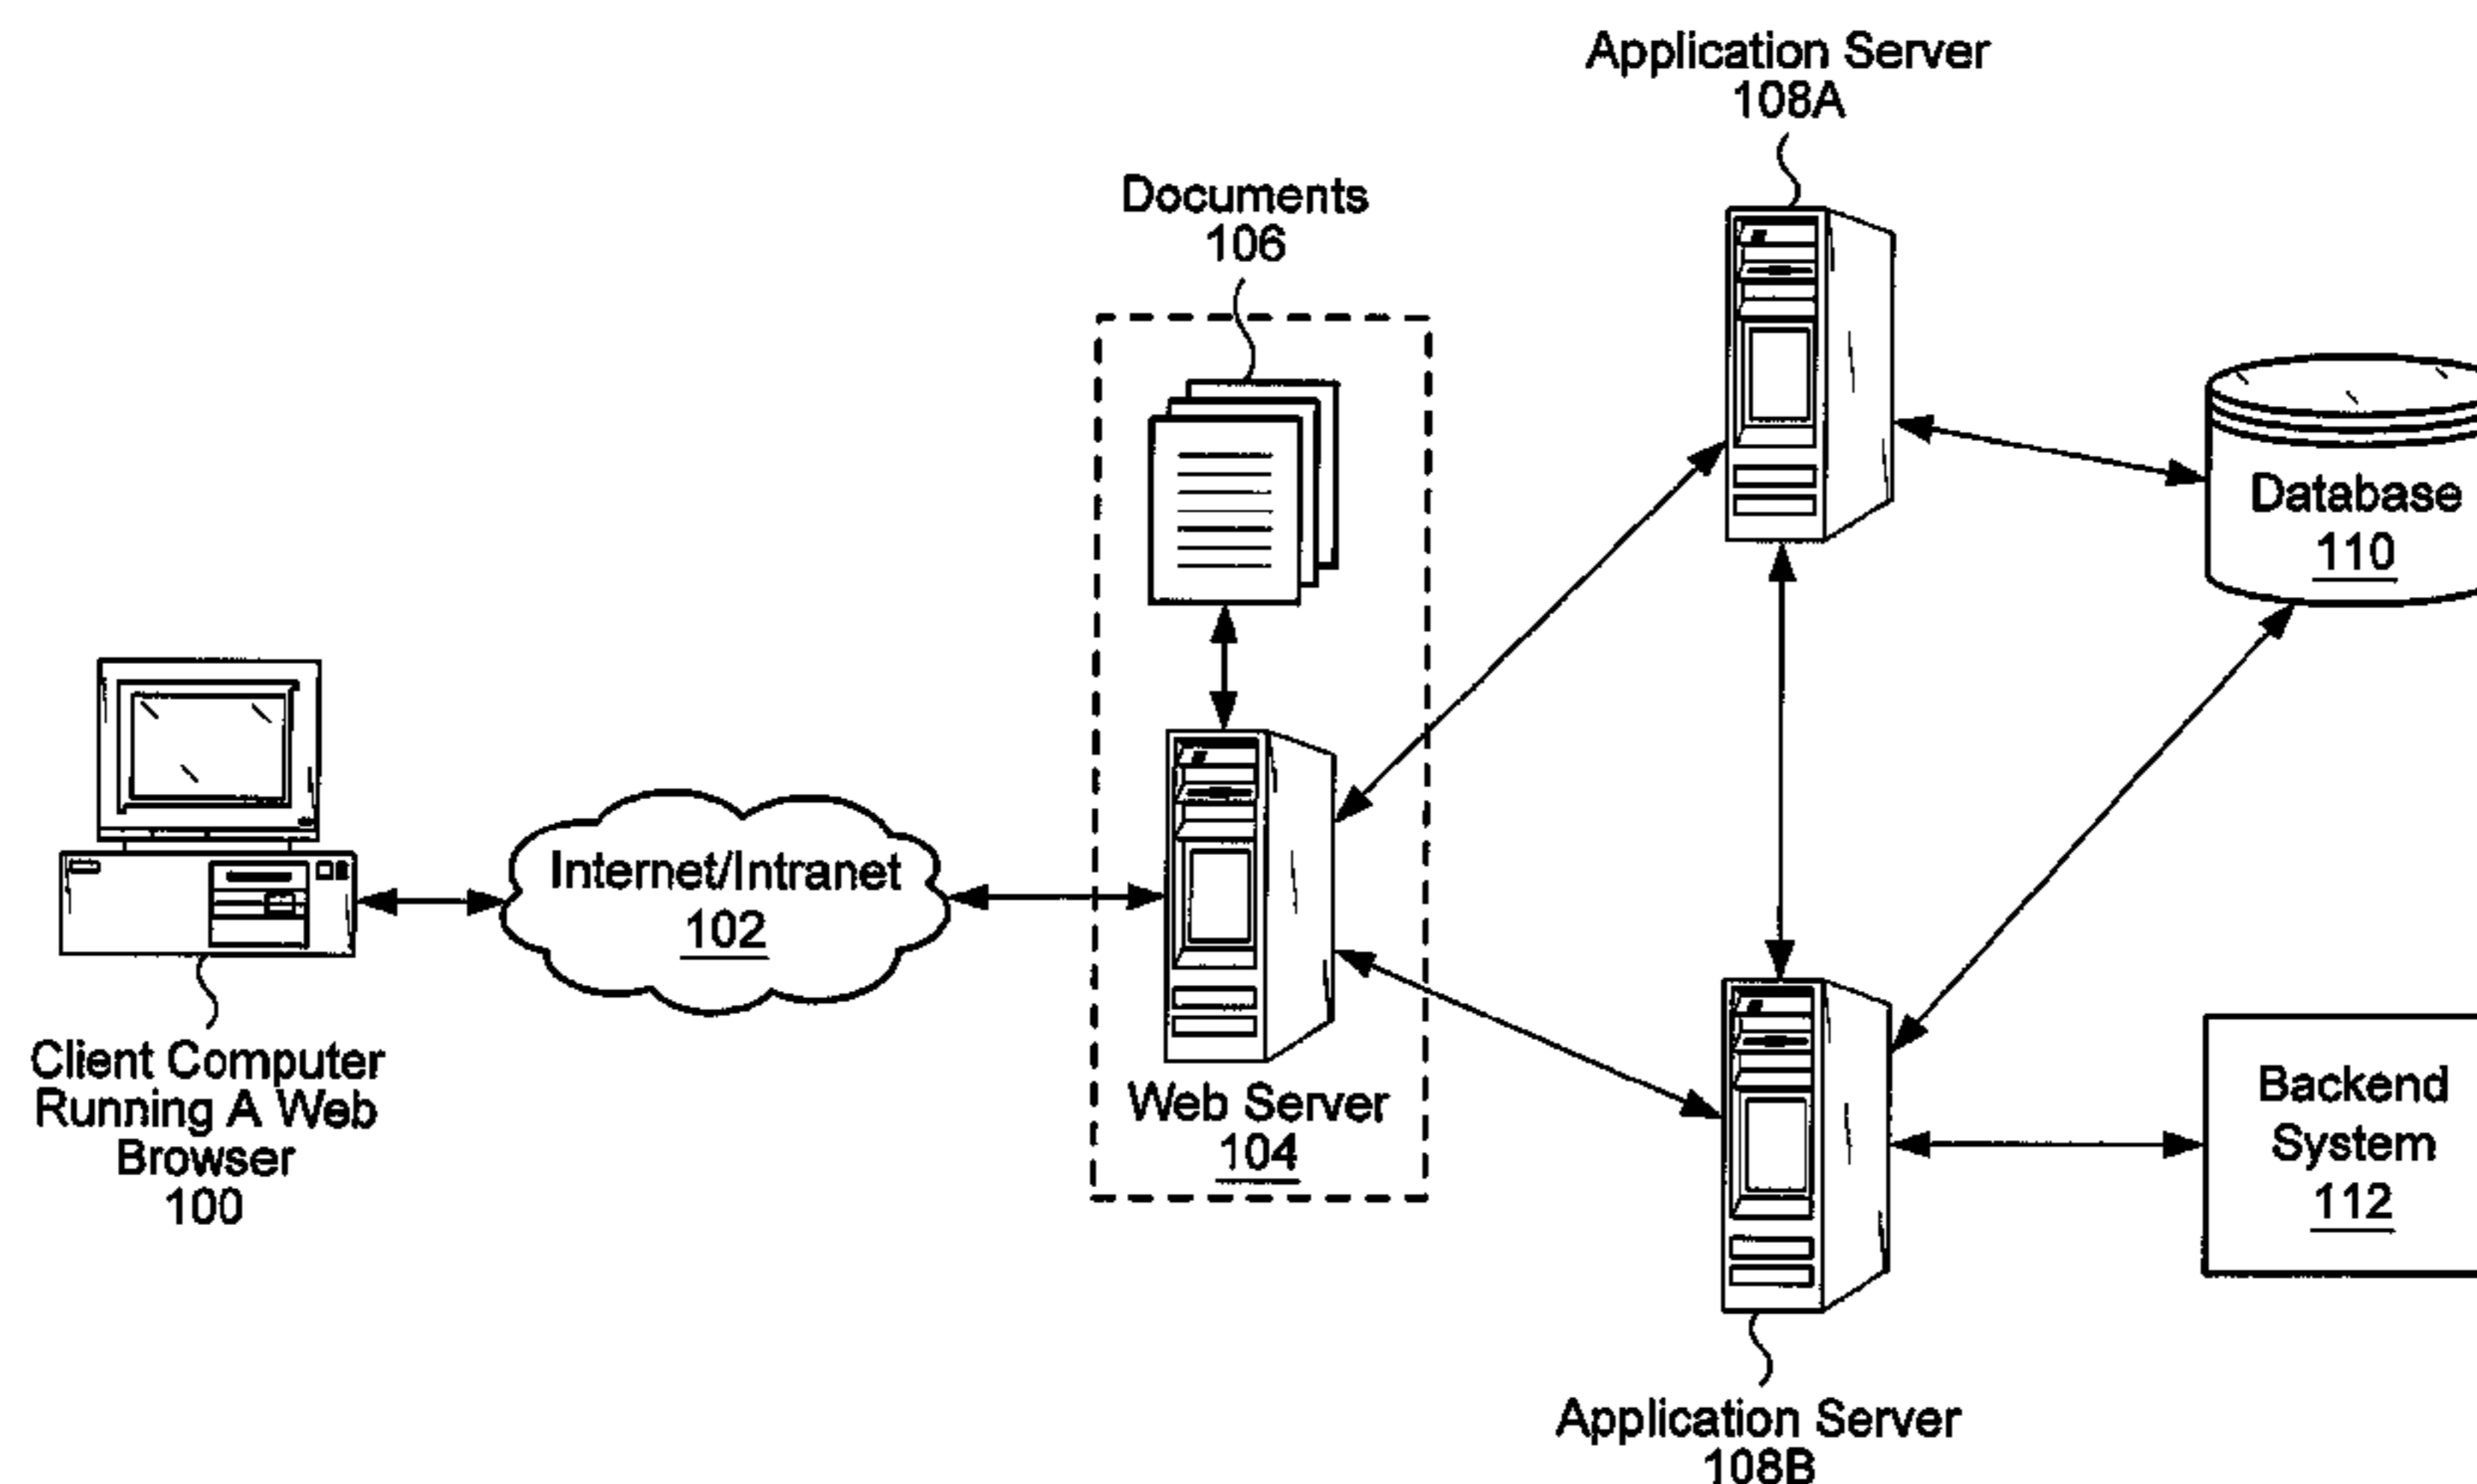 Application Server
108A
Documents
106
Database
110
Internet/Intranet
102
Client Computer
Running A Web
Browser
100
Web Server
104
Backend
System
112
Application Server
108B